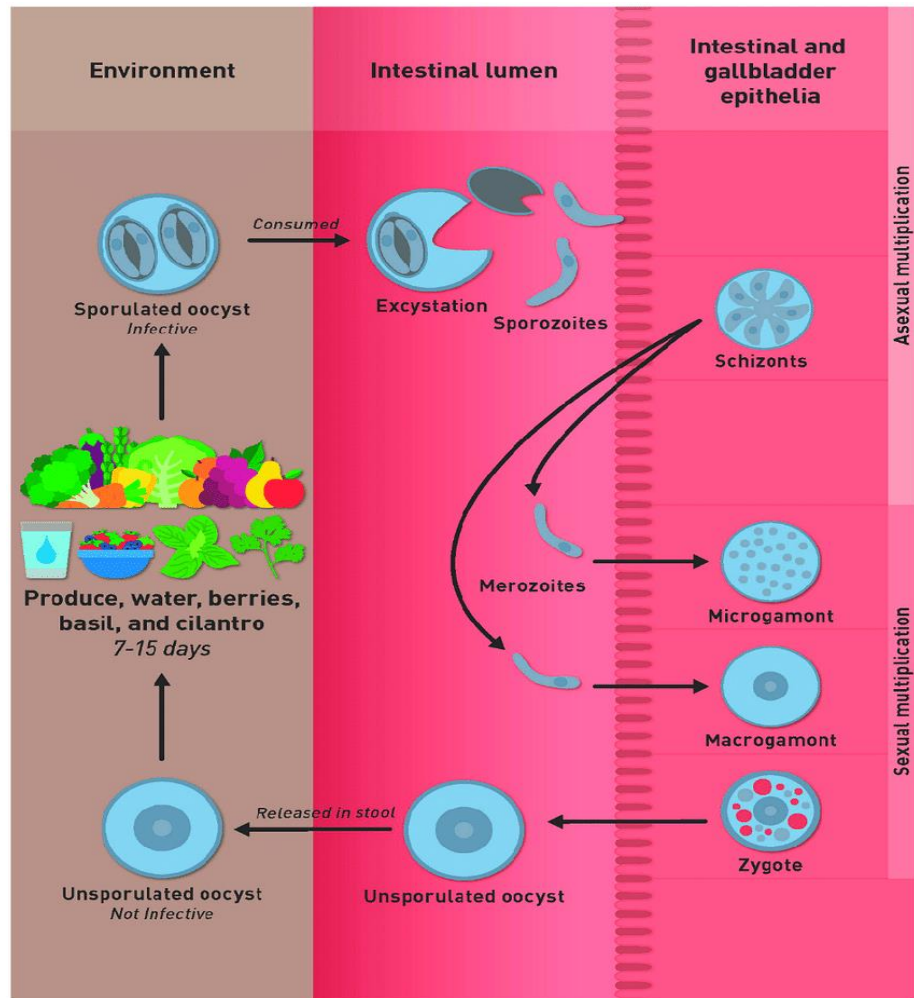 Environment
Intestinal lumen
Intestinal and
gallbladder
epithelia
Asexual multiplication
Consumed
Sporulated oocyst
Infective
Excystation
Sporozoites
Schizonts
Produce, water, berries,
basil, and cilantro
7-15 days
Merozoites
Microgamont
Macrogamont
Sexual multiplication
Released in stool
Unsporulated oocyst
Not Infective
Unsporulated oocyst
Zygote